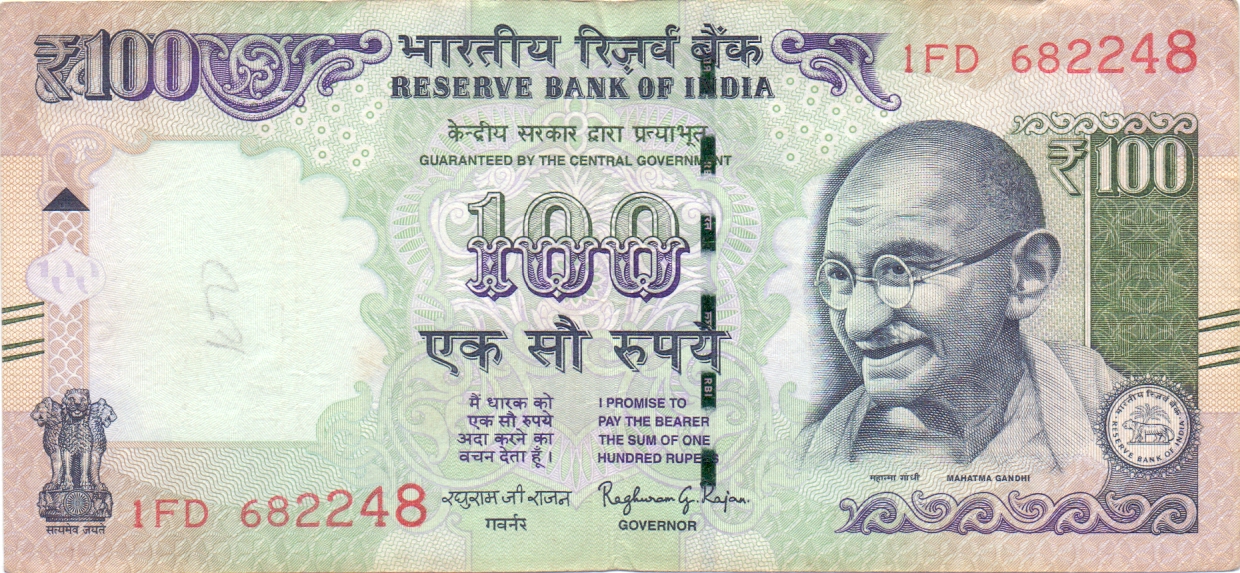 ₹100
भारतीय रिज़र्व बैंक
RESERVE BANK OF INDIA
1FD 682248
केन्द्रीय सरकार द्वारा प्रत्याभूत
GUARANTEED BY THE CENTRAL GOVERNMENT
₹100
100
एक सौ रुपये
RBI
मैं धारक को
एक सौ रुपये
अदा करने का
वचन देता हूँ।
I PROMISE TO
PAY THE BEARER
THE SUM OF ONE
HUNDRED RUPEES
रघुराम जी राजन
गवर्नर
Raghuram G. Rajan.
GOVERNOR
महात्मा गांधी
MAHATMA GANDHI
भारतीय रिज़र्व बैंक
RESERVE BANK OF INDIA
सत्यमेव जयते
1FD 682248